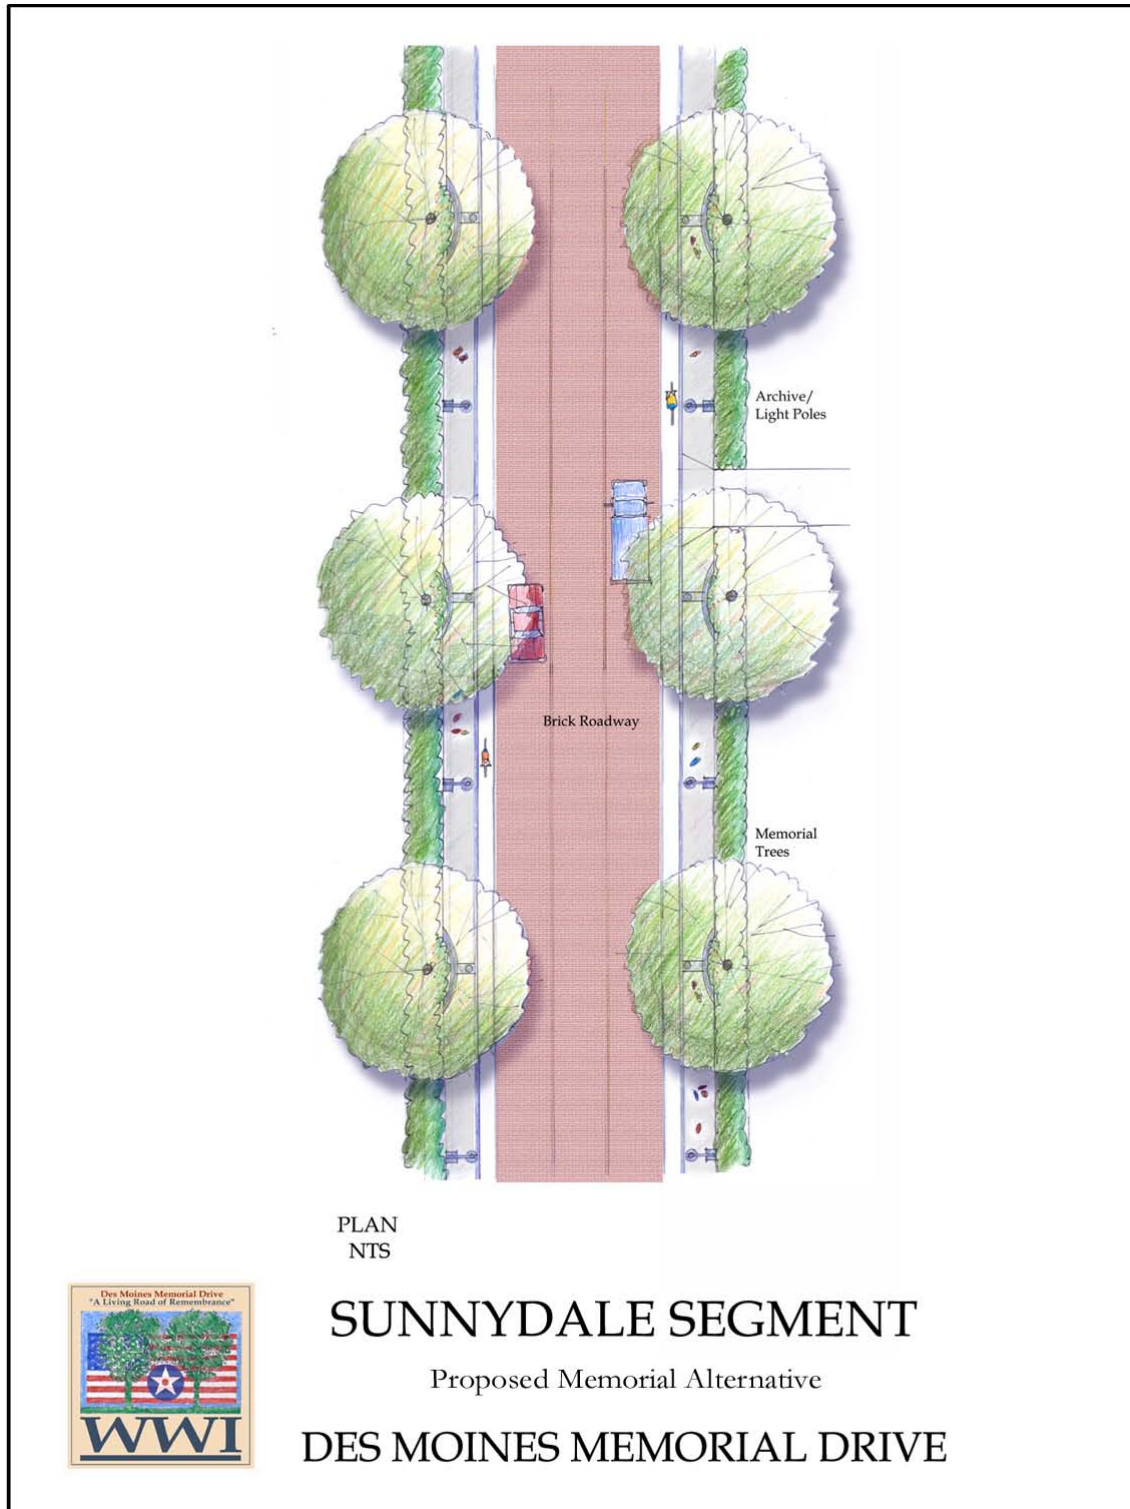 Archive/
Light Poles
Brick Roadway
Memorial
Trees
PLAN
NTS
Des Moines Memorial Drive
"A Living Road of Remembrance"
WWI
SUNNYDALE SEGMENT
Proposed Memorial Alternative
DES MOINES MEMORIAL DRIVE